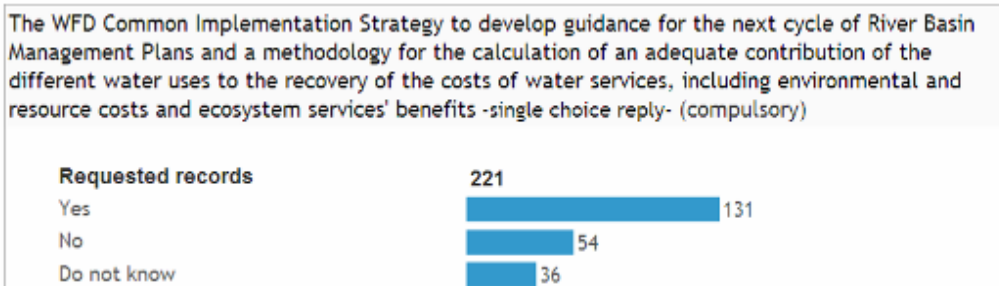 The WFD Common Implementation Strategy to develop guidance for the next cycle of River Basin
Management Plans and a methodology for the calculation of an adequate contribution of the
different water uses to the recovery of the costs of water services, including environmental and
resource costs and ecosystem services' benefits -single choice reply- (compulsory)
Requested records 221
Yes 131
No 54
Do not know 36